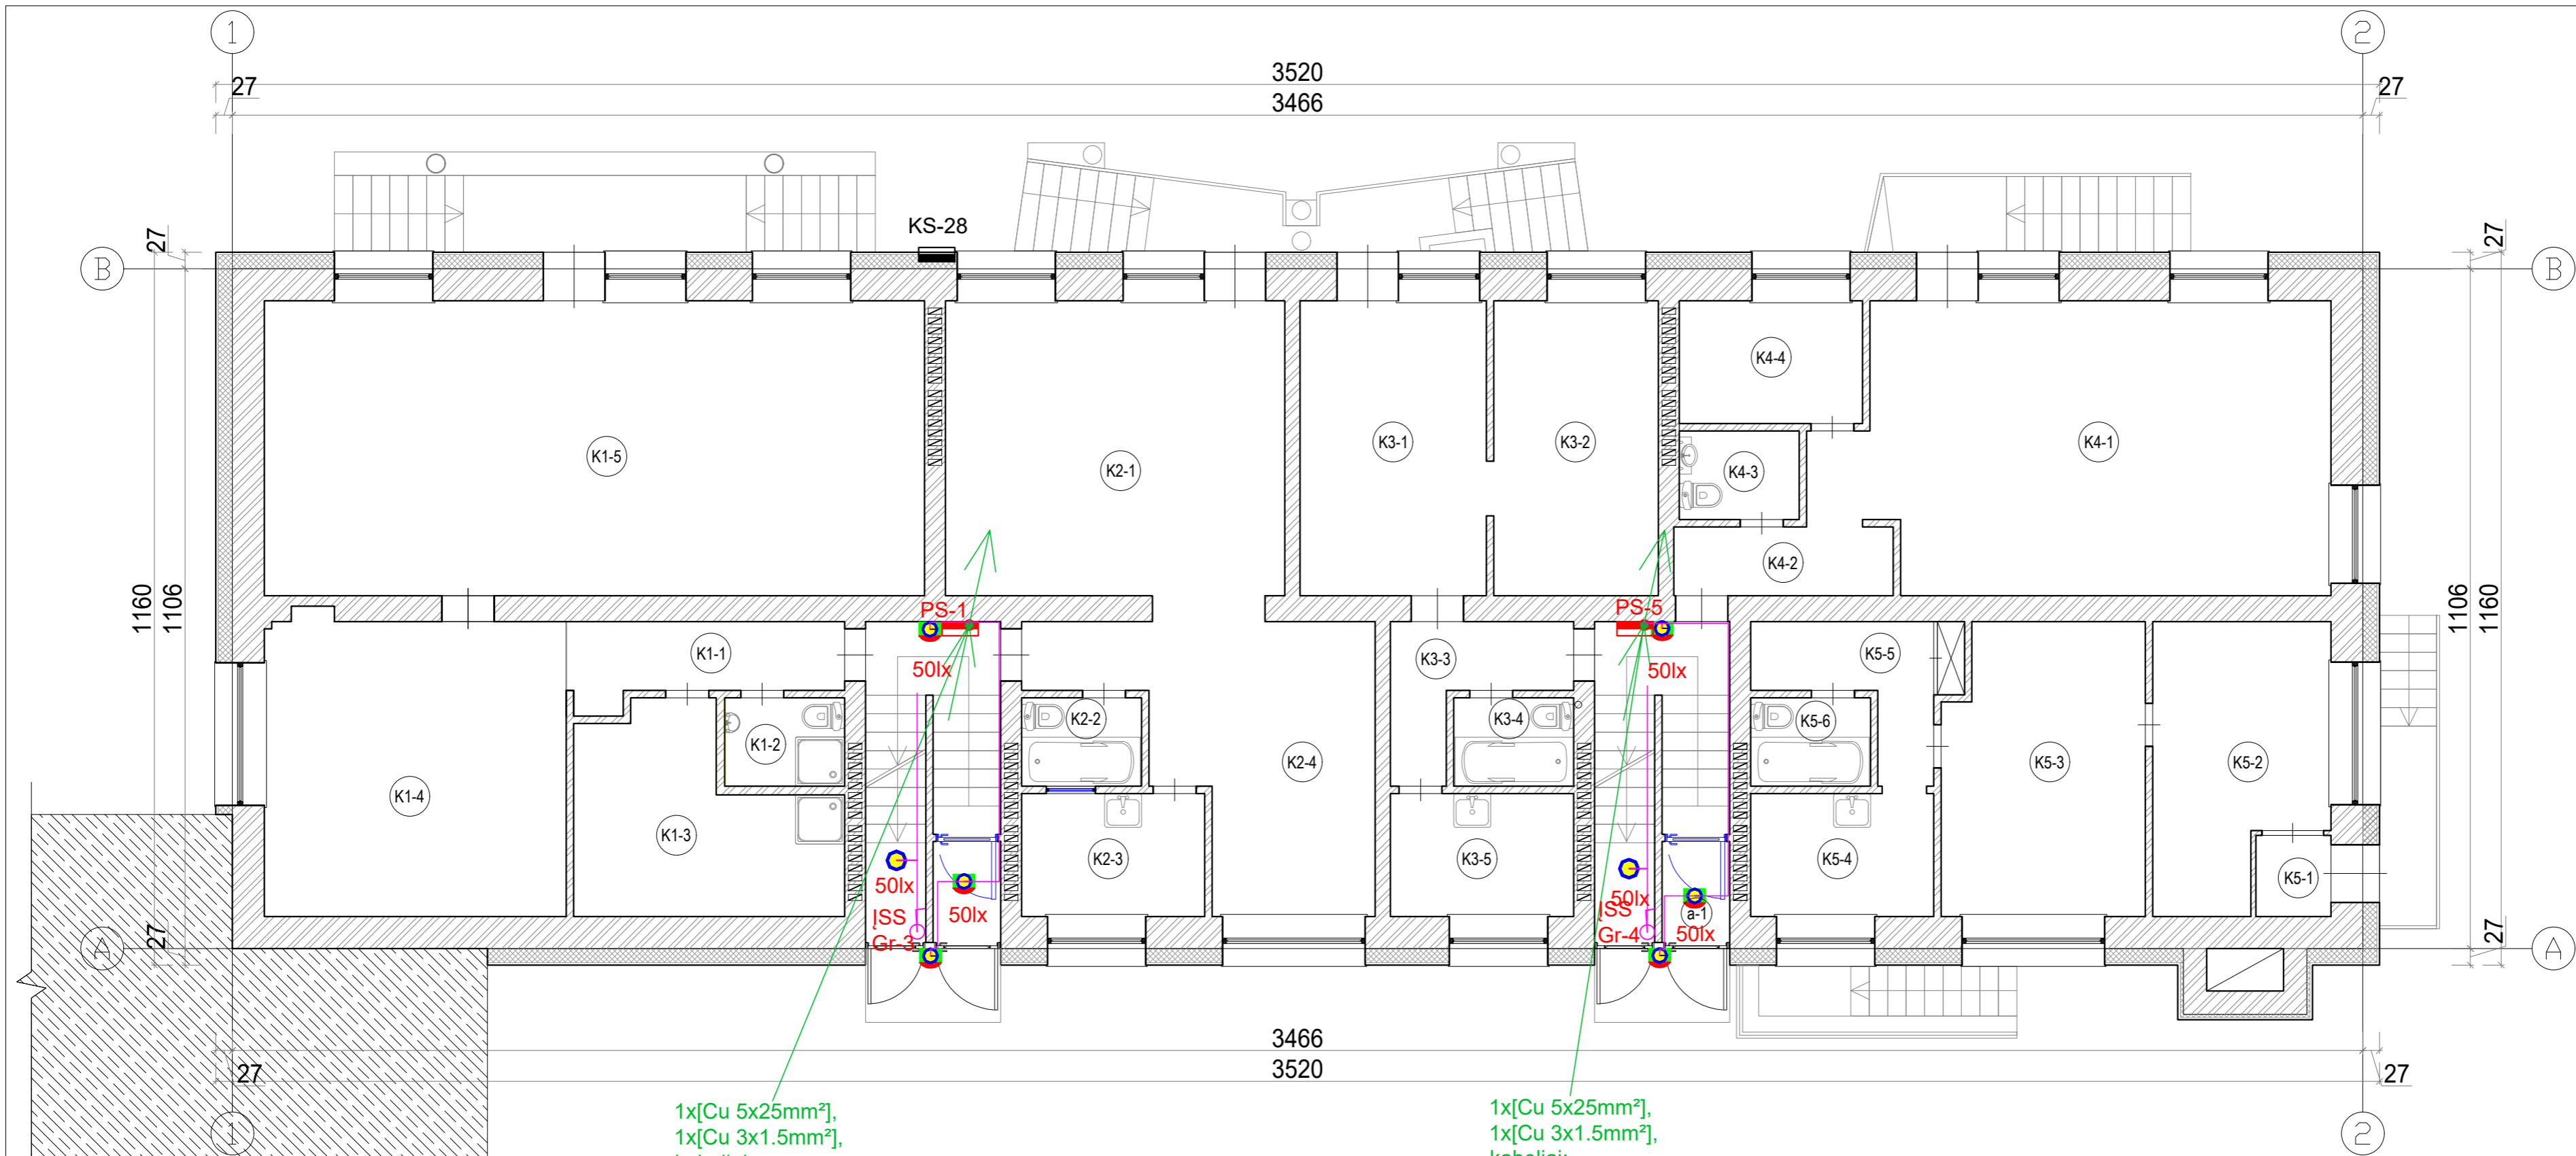 1
2
3520
27
27
3466
KS-28
27
27
B
B
K4-4
K1-5
K2-1
K3-1
K3-2
K4-3
K4-1
K4-2
1160
1106
1106
1160
PS-1
PS-5
K1-1
50lx
K3-3
50lx
K5-5
K2-2
K3-4
K5-6
K1-2
K2-4
K5-3
K5-2
K1-4
K1-3
K2-3
K3-5
K5-4
K5-1
50lx
50lx
50lx
ĮSS
Gr-3
ĮSS
Gr-4
a-1
50lx
27
27
A
A
3466
27
3520
27
1x[Cu 5x25mm²],
1x[Cu 3x1.5mm²],
1x[Cu 5x25mm²],
1x[Cu 3x1.5mm²],
1
2